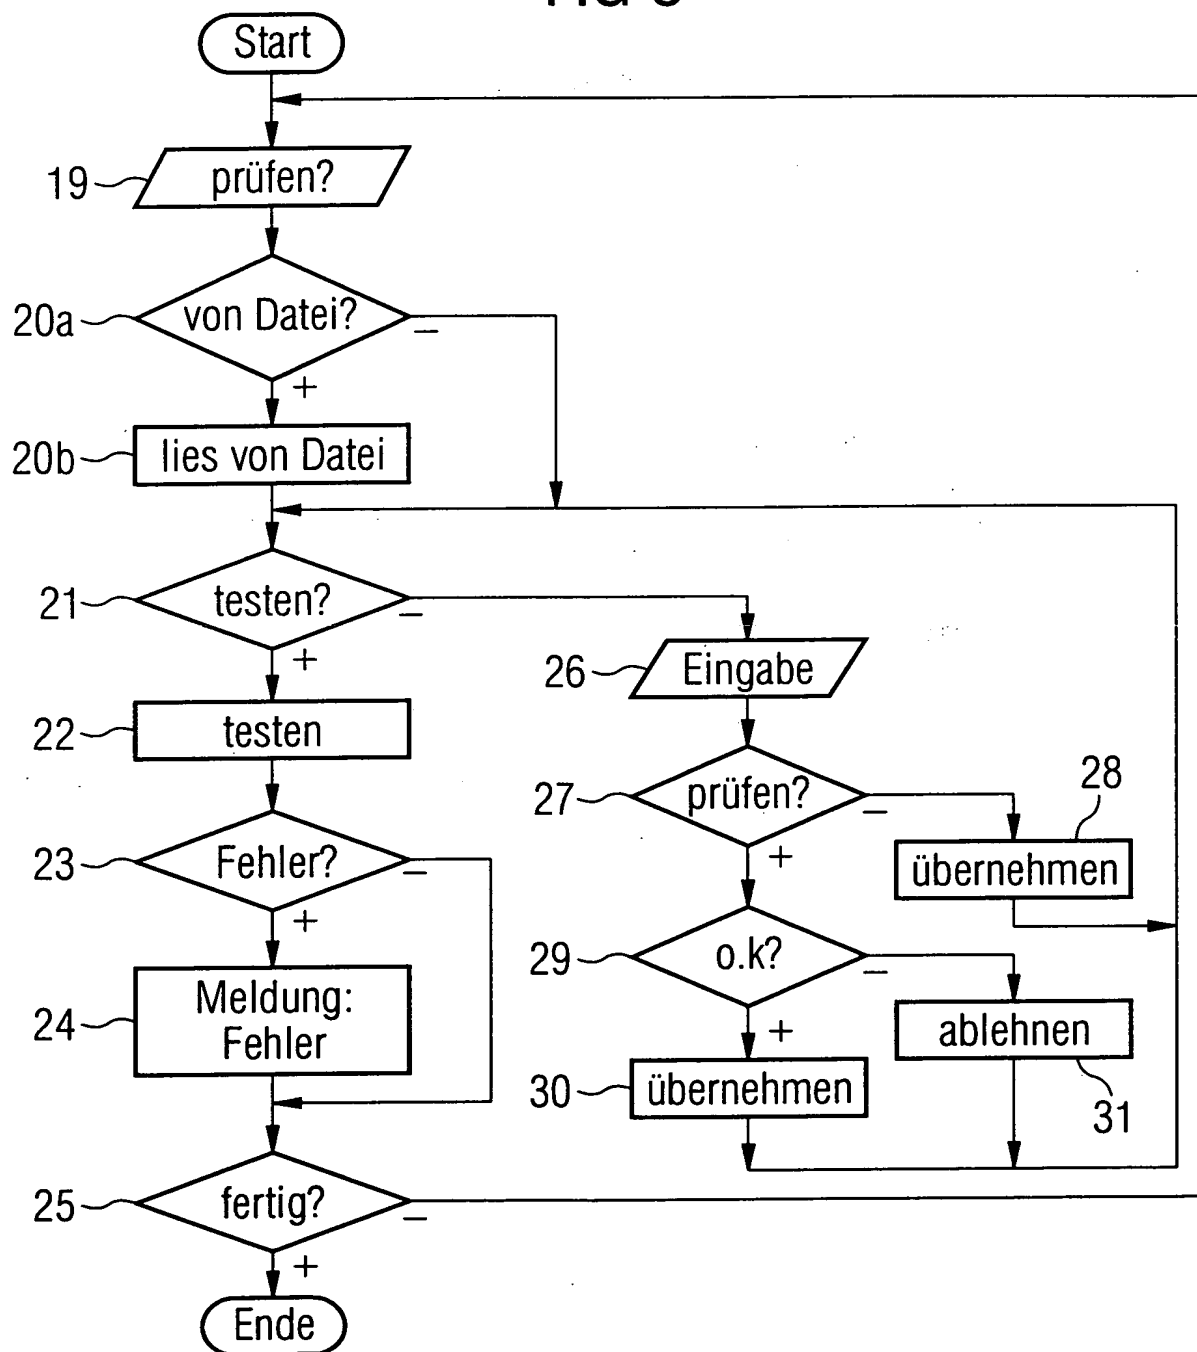 Start
19
prüfen?
20a
von Datei?
−
+
20b
lies von Datei
21
testen?
−
+
26
Eingabe
22
testen
27
prüfen?
−
28
+
übernehmen
23
Fehler?
−
+
29
o.k?
−
24
Meldung:
Fehler
+
ablehnen
30
übernehmen
31
25
fertig?
−
+
Ende